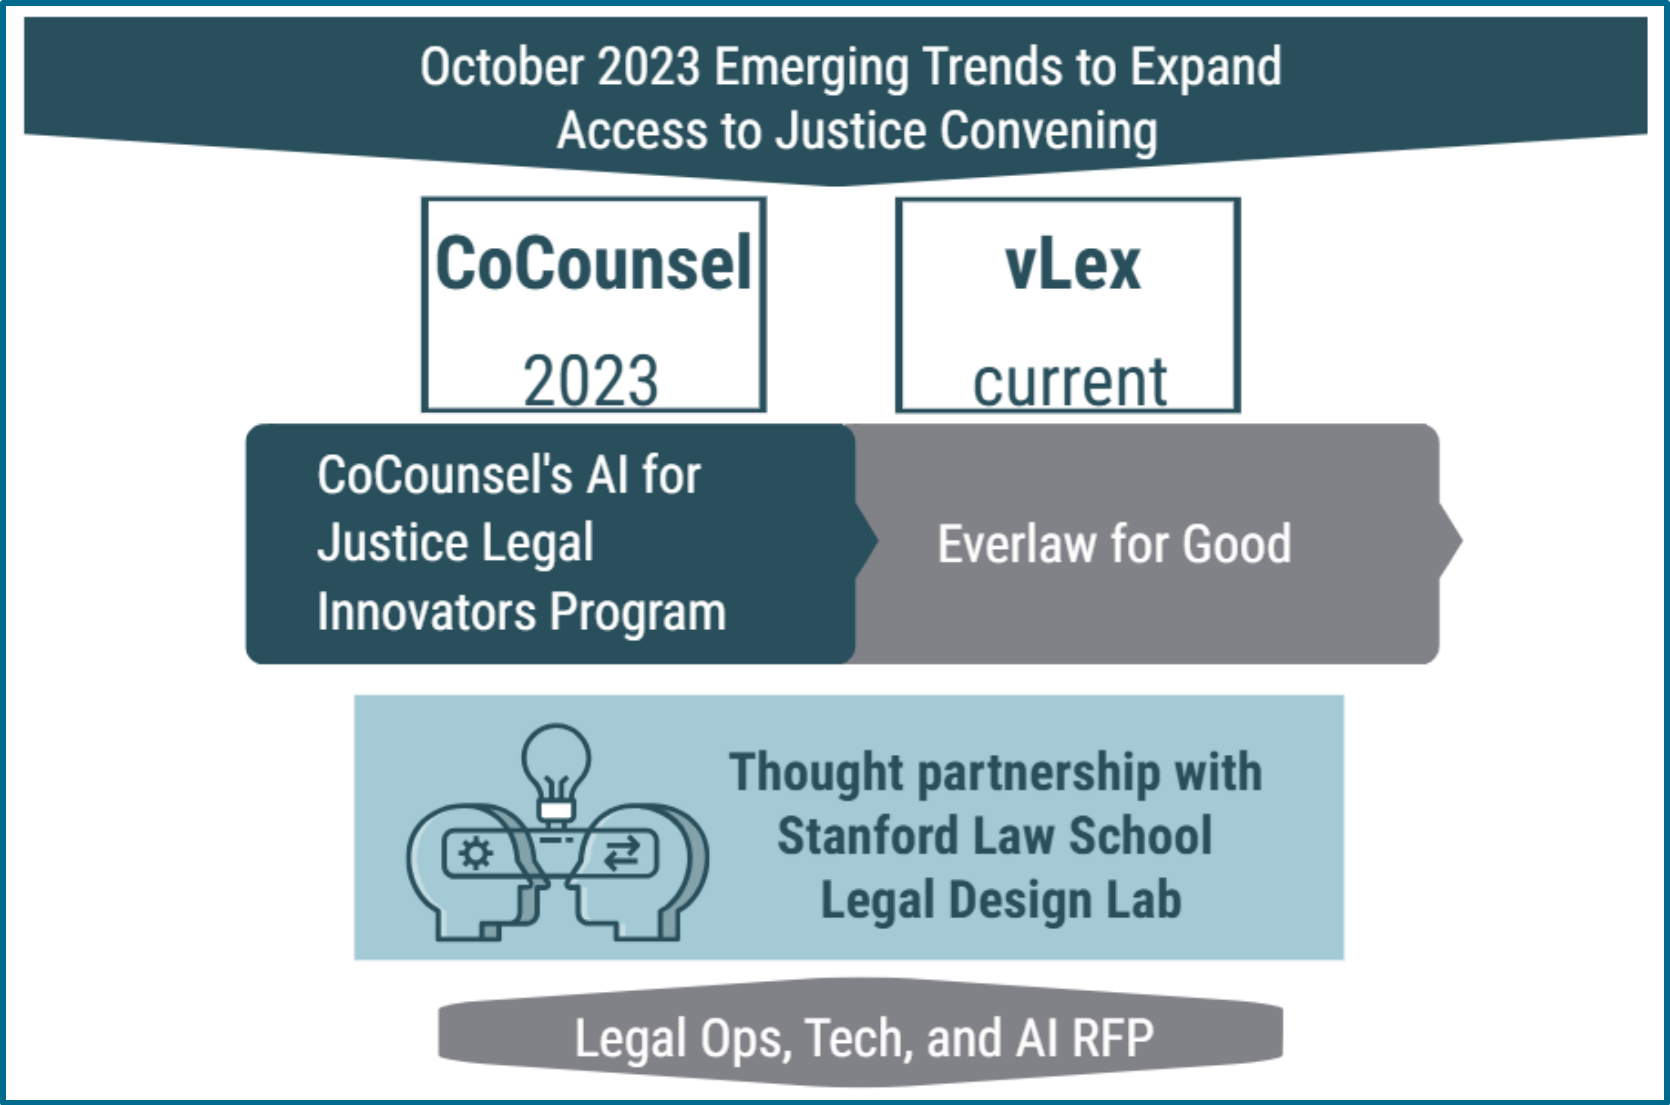 October 2023 Emerging Trends to Expand
Access to Justice Convening
CoCounsel
2023
vLex
current
CoCounsel's AI for
Justice Legal
Innovators Program
Everlaw for Good
Thought partnership with
Stanford Law School
Legal Design Lab
Legal Ops, Tech, and AI RFP